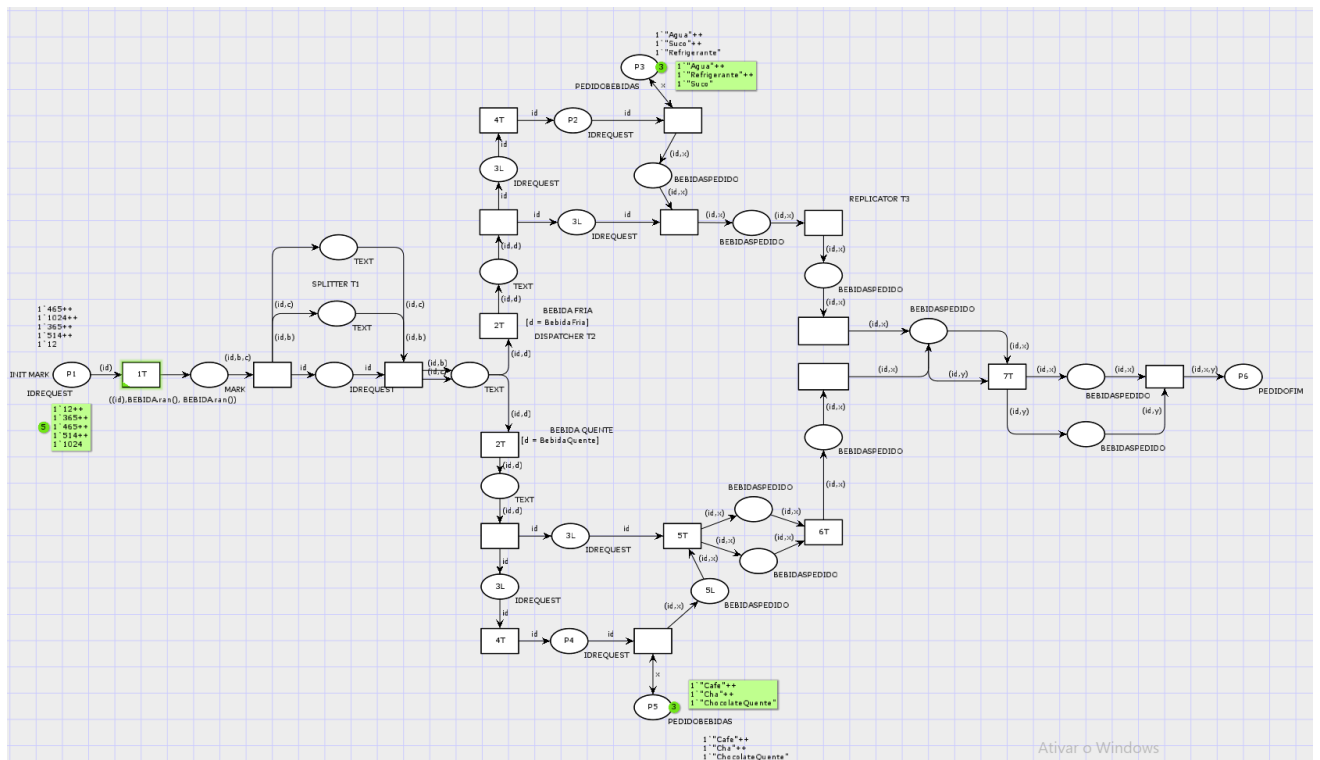 1`"Agua"++
1`"Suco"++
1`"Refrigerante"
P3
3
1`"Agua"++
1`"Refrigerante"++
1`"Suco"
PEDIDOBEBIDAS
x
4T
id
P2
id
IDREQUEST
id
(id,x)
3L
IDREQUEST
BEBIDASPEDIDO
id
(id,x)
REPLICATOR T3
id
3L
id
(id,x)
(id,x)
IDREQUEST
BEBIDASPEDIDO
(id,d)
(id,x)
TEXT
TEXT
BEBIDASPEDIDO
SPLITTER T1
(id,d)
(id,x)
(id,c)
(id,c)
BEBIDA FRIA
BEBIDASPEDIDO
1`465++
1`1024++
1`365++
1`514++
1`12
TEXT
2T
[d = BebidaFria]
(id,x)
(id,b)
(id,b)
DISPATCHER T2
(id,x)
(id,b,c)
(id,b)
(id,d)
INIT MARK
P1
(id)
1T
id
id
(id,c)
(id,x)
(id,y)
7T
(id,x)
(id,x)
(id,x,y)
P6
IDREQUEST
MARK
IDREQUEST
TEXT
PEDIDOFIM
((id),BEBIDA.ran(), BEBIDA.ran())
BEBIDASPEDIDO
5
1`12++
1`365++
1`465++
1`514++
1`1024
(id,d)
(id,x)
(id,y)
(id,y)
BEBIDA QUENTE
2T
[d = BebidaQuente]
BEBIDASPEDIDO
BEBIDASPEDIDO
(id,d)
TEXT
BEBIDASPEDIDO
(id,x)
(id,d)
(id,x)
(id,x)
id
3L
id
5T
(id,x)
(id,x)
6T
IDREQUEST
id
(id,x)
BEBIDASPEDIDO
3L
5L
IDREQUEST
(id,x)
BEBIDASPEDIDO
id
4T
id
P4
id
IDREQUEST
x
1`"Cafe"++
1`"Cha"++
1`"ChocolateQuente"
P5
3
PEDIDOBEBIDAS
1`"Cafe"++
1`"Cha"++
1`"ChocolateQuente"
Ativar o Windows